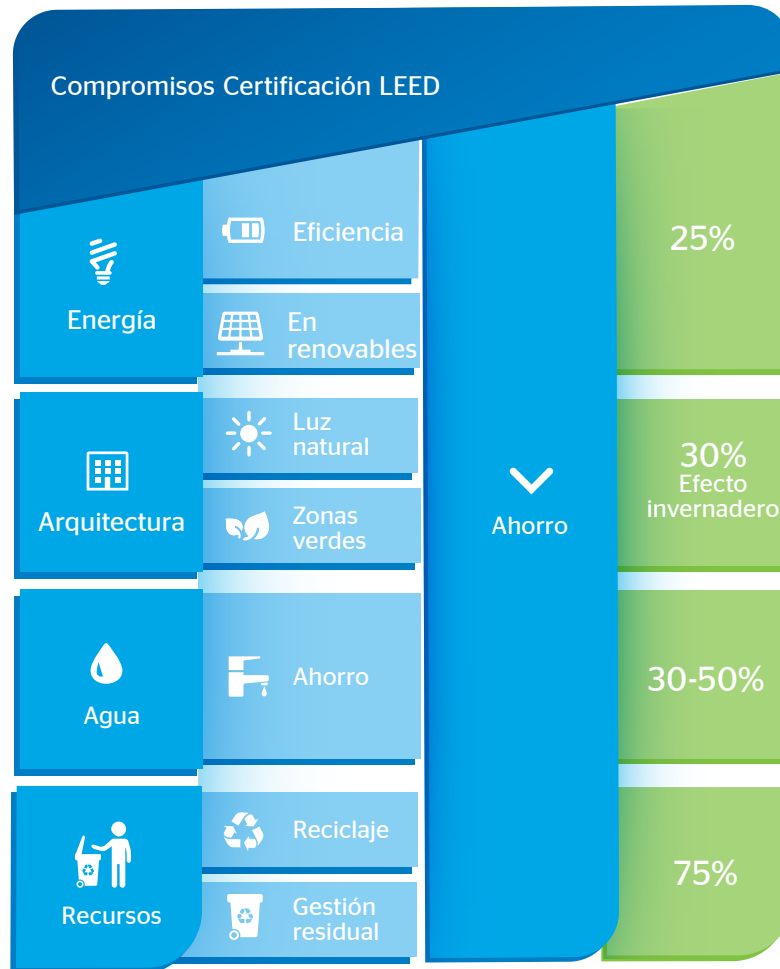 Compromisos Certificación LEED
Energía
Eficiencia
En
renovables
25%
Arquitectura
Luz
natural
Zonas
verdes
Ahorro
30%
Efecto
invernadero
Agua
Ahorro
30-50%
Recursos
Reciclaje
Gestión
residual
75%